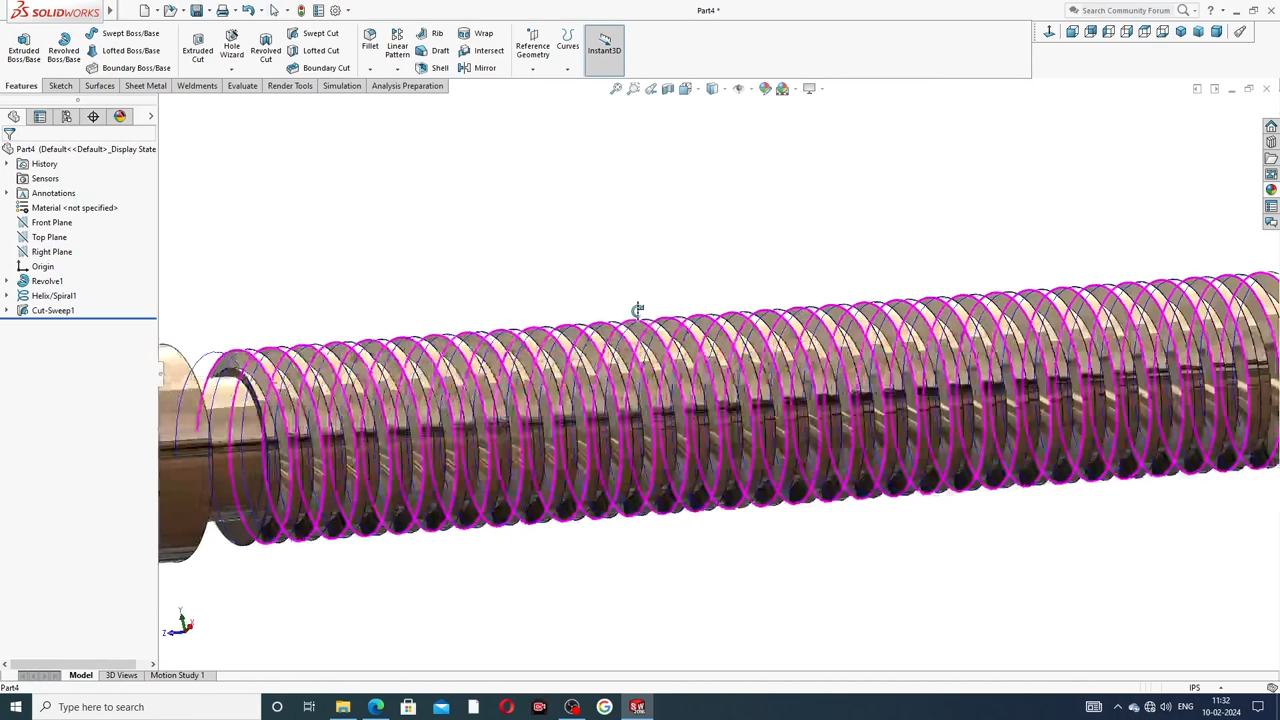 SOLIDWORKS
Part4 *
Search Community Forum
Extruded Boss/Base
Revolved Boss/Base
Swept Boss/Base
Lofted Boss/Base
Boundary Boss/Base
Extruded Cut
Hole Wizard
Revolved Cut
Swept Cut
Lofted Cut
Boundary Cut
Fillet
Linear Pattern
Rib
Draft
Shell
Wrap
Intersect
Mirror
Reference Geometry
Curves
Instant3D
Features
Sketch
Surfaces
Sheet Metal
Weldments
Evaluate
Render Tools
Simulation
Analysis Preparation
Part4 (Default<<Default>_Display State
History
Sensors
Annotations
Material <not specified>
Front Plane
Top Plane
Right Plane
Origin
Revolve1
Helix/Spiral1
Cut-Sweep1
Y
X
Z
Model
3D Views
Motion Study 1
Part4
IPS
Type here to search
ENG
11:32
10-02-2024